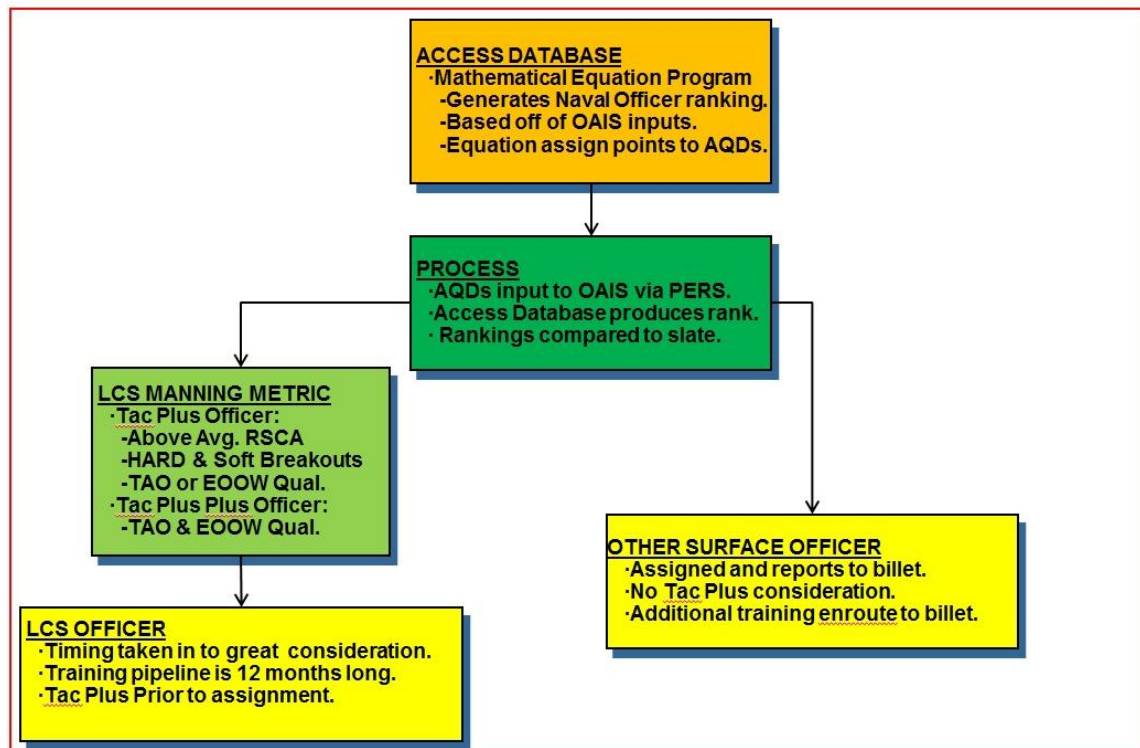 ACCESS DATABASE
·Mathematical Equation Program
-Generates Naval Officer ranking.
-Based off of OAIS inputs.
-Equation assign points to AQDs.
PROCESS
·AQDs input to OAIS via PERS.
·Access Database produces rank.
· Rankings compared to slate.
LCS MANNING METRIC
·Tac Plus Officer:
-Above Avg. RSCA
-HARD & Soft Breakouts
-TAO or EOOW Qual.
·Tac Plus Plus Officer:
-TAO & EOOW Qual.
OTHER SURFACE OFFICER
·Assigned and reports to billet.
·No Tac Plus consideration.
·Additional training enroute to billet.
LCS OFFICER
·Timing taken in to great consideration.
·Training pipeline is 12 months long.
·Tac Plus Prior to assignment.